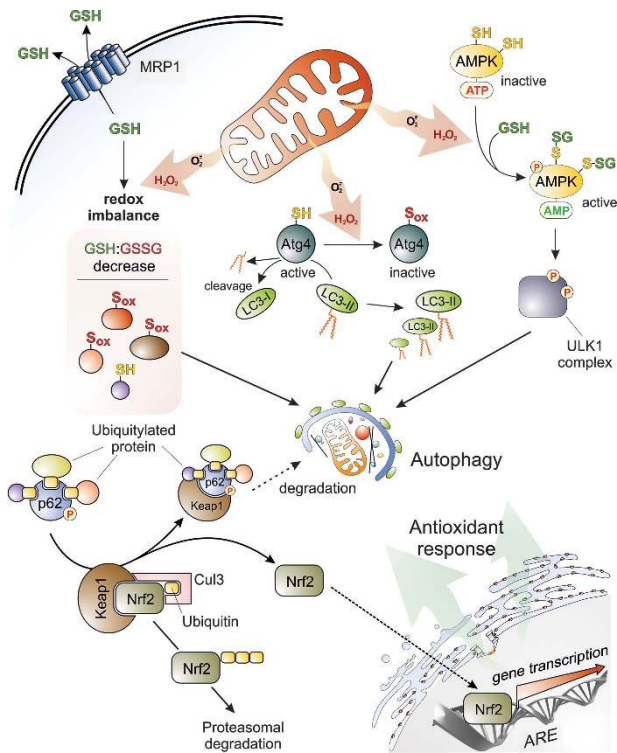 GSH
GSH
MRP1
GSH
redox
imbalance
O₂⁻
H₂O₂
O₂⁻
H₂O₂
O₂⁻
H₂O₂
SH
SH
AMPK
inactive
ATP
GSH
SG
S
S-SG
P
AMPK
active
AMP
GSH:GSSG
decrease
Sox
Sox
Sox
SH
SH
Atg4
active
Sox
Atg4
inactive
cleavage
LC3-I
LC3-II
LC3-II
LC3-II
P
P
ULK1
complex
Ubiquitylated
protein
p62
P
p62
P
Keap1
degradation
Autophagy
Antioxidant
response
Keap1
Cul3
Nrf2
Ubiquitin
Nrf2
Nrf2
Proteasomal
degradation
gene transcription
Nrf2
ARE